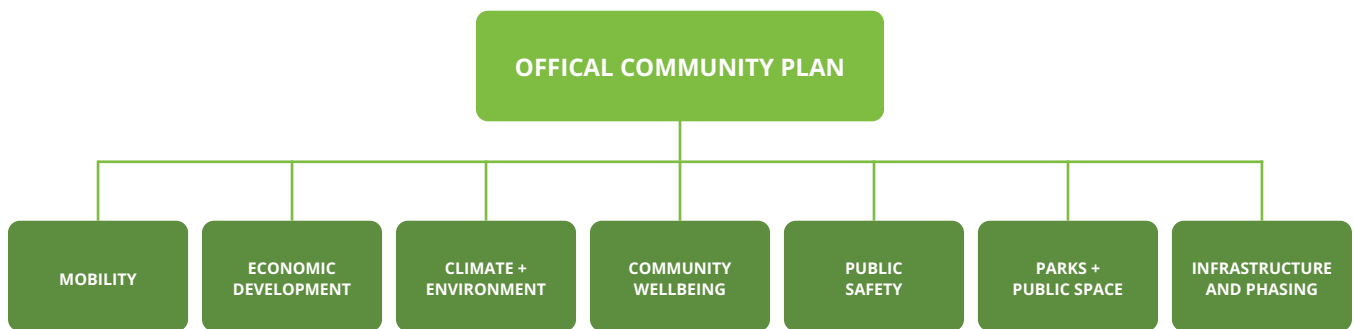 OFFICAL COMMUNITY PLAN
MOBILITY
ECONOMIC
DEVELOPMENT
CLIMATE +
ENVIRONMENT
COMMUNITY
WELLBEING
PUBLIC
SAFETY
PARKS +
PUBLIC SPACE
INFRASTRUCTURE
AND PHASING